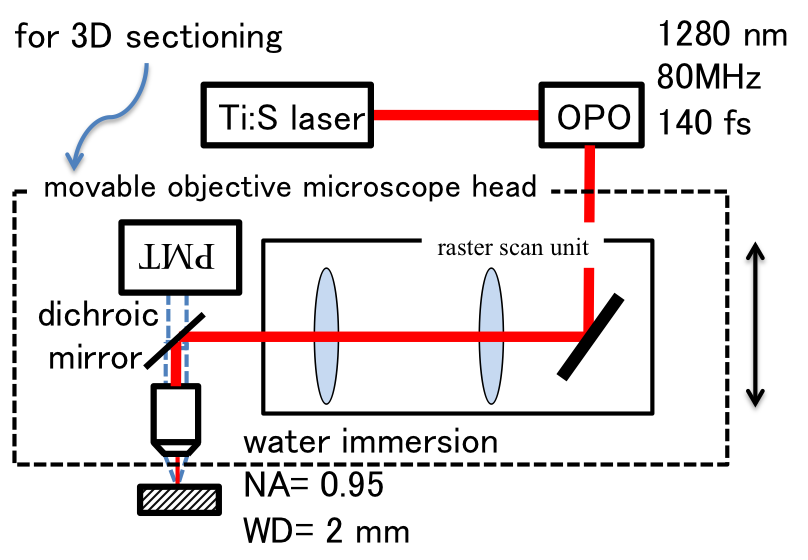 for 3D sectioning
1280 nm
80MHz
140 fs
Ti:S laser
OPO
movable objective microscope head
PMT
raster scan unit
dichroic
mirror
water immersion
NA= 0.95
WD= 2 mm